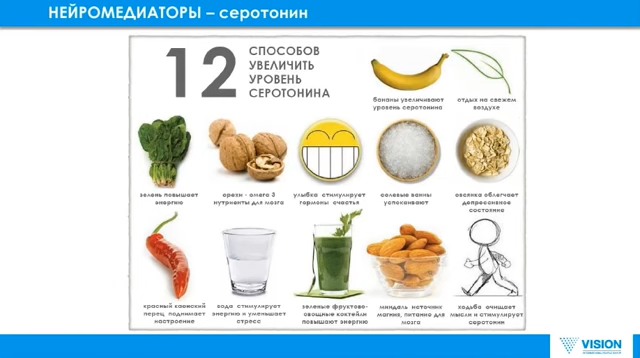 НЕЙРОМЕДИАТОРЫ – серотонин
12
СПОСОБОВ
УВЕЛИЧИТЬ
УРОВЕНЬ
СЕРОТОНИНА
бананы увеличивают
уровень серотонина
отдых на свежем
воздухе
зелень повышает
энергию
орехи - омега 3
нутриенты для мозга
улыбка стимулирует
гормоны счастья
солевые ванны
успокаивают
овсянка облегчает
депрессивное
состояние
красный каенский
перец поднимает
настроение
вода стимулирует
энергию и уменьшает
стресс
зеленые фруктово-
овощные коктейли
повышают энергию
миндаль источник
магния, питание для
мозга
ходьба очищает
мысли и стимулирует
серотонин
VISION